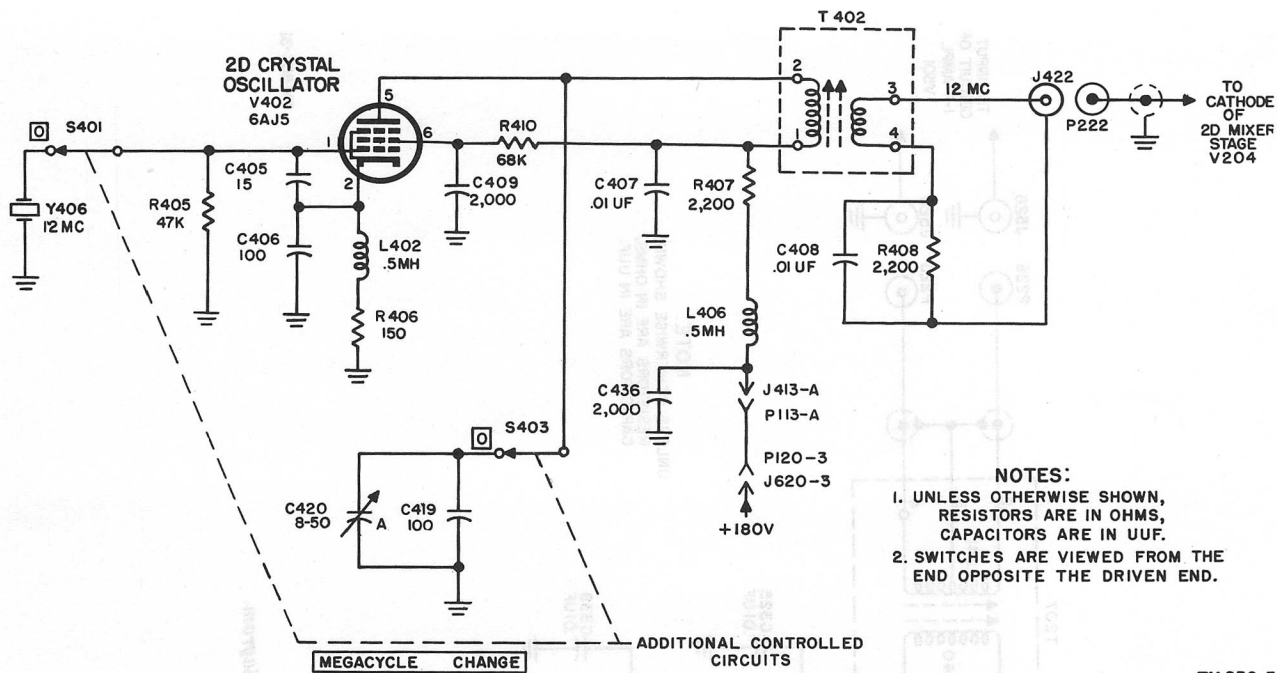 T 402
2D CRYSTAL
OSCILLATOR
V402
6AJ5
5
1
6
2
O
S401
Y406
12 MC
R405
47K
C405
15
C406
100
L402
.5MH
R406
150
C409
2,000
R410
68K
C407
.01 UF
R407
2,200
2
1
3
4
12 MC
J422
P222
TO
CATHODE
OF
2D MIXER
STAGE
V204
C408
.01 UF
R408
2,200
L406
.5MH
C436
2,000
J413-A
P113-A
P120-3
J620-3
+180V
O
S403
C420
8-50
A
C419
100
NOTES:
1. UNLESS OTHERWISE SHOWN,
RESISTORS ARE IN OHMS,
CAPACITORS ARE IN UUF.
2. SWITCHES ARE VIEWED FROM THE
END OPPOSITE THE DRIVEN END.
MEGACYCLE CHANGE
ADDITIONAL CONTROLLED
CIRCUITS